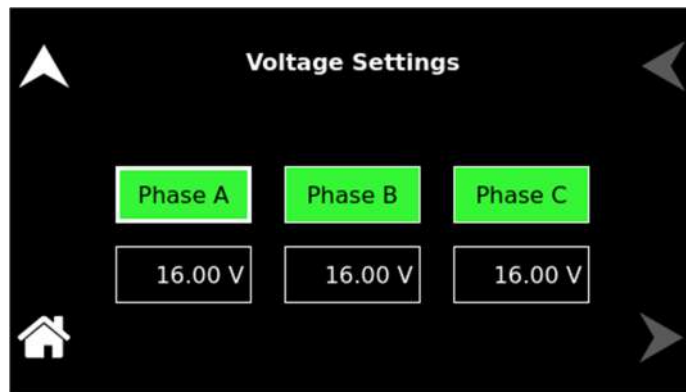 Voltage Settings
Phase A Phase B Phase C
16.00 V 16.00 V 16.00 V